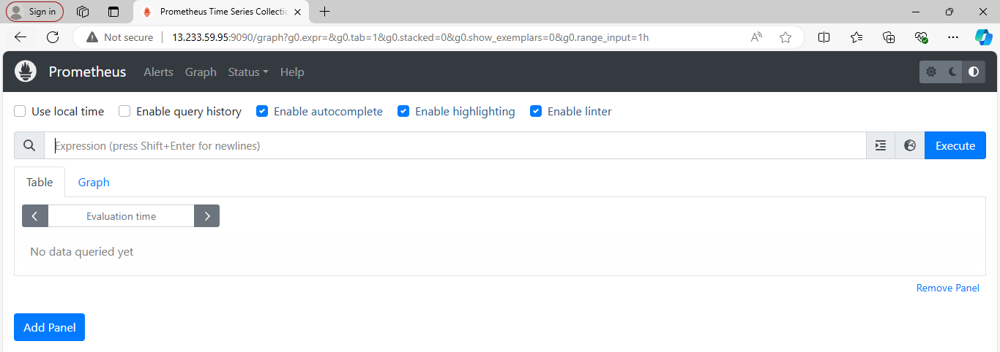 Sign in
Prometheus Time Series Collectic
Not secure 13.233.59.95:9090/graph?g0.expr=&g0.tab=1&g0.stacked=0&g0.show_exemplars=0&g0.range_input=1h
Prometheus Alerts Graph Status Help
Use local time Enable query history Enable autocomplete Enable highlighting Enable linter
Expression (press Shift+Enter for newlines) Execute
Table Graph
Evaluation time
No data queried yet
Remove Panel
Add Panel